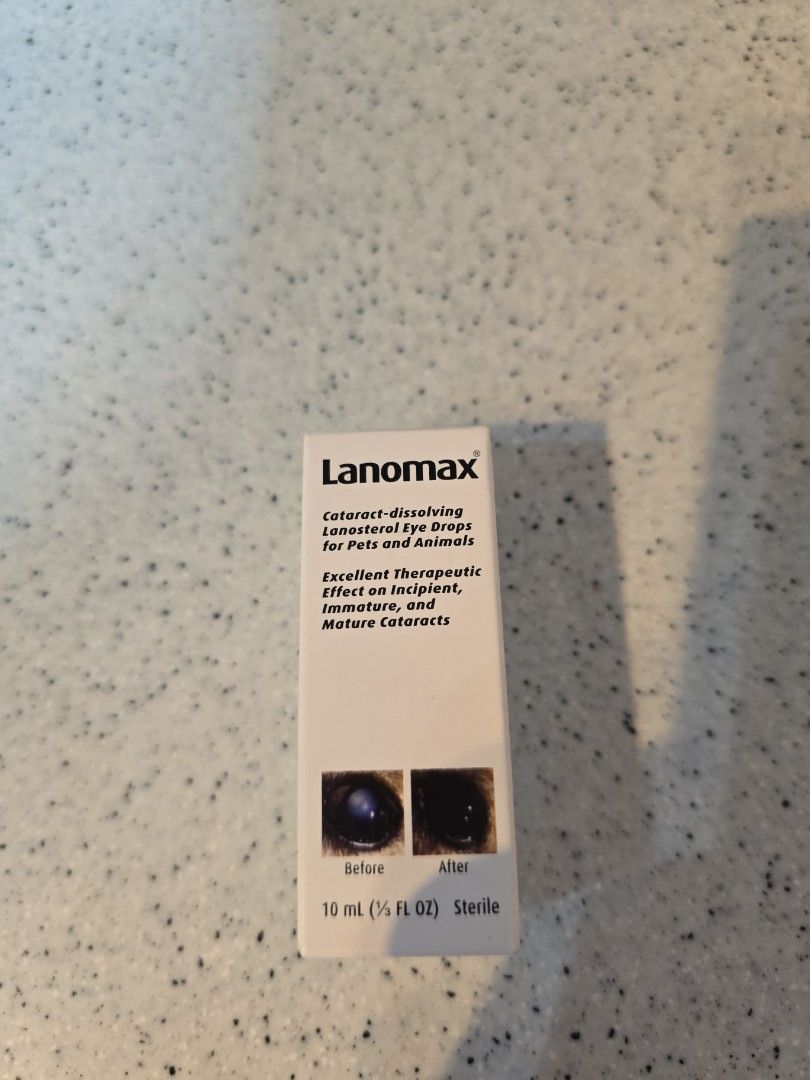 Lanomax®
Cataract-dissolving
Lanosterol Eye Drops
for Pets and Animals
Excellent Therapeutic
Effect on Incipient,
Immature, and
Mature Cataracts
Before After
10 mL (⅓ FL OZ) Sterile